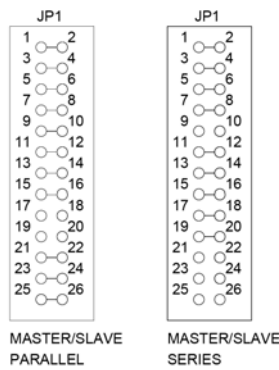 JP1 JP1
1 2 1 2
3 4 3 4
5 6 5 6
7 8 7 8
9 10 9 10
11 12 11 12
13 14 13 14
15 16 15 16
17 18 17 18
19 20 19 20
21 22 21 22
23 24 23 24
25 26 25 26
MASTER/SLAVE MASTER/SLAVE
PARALLEL SERIES